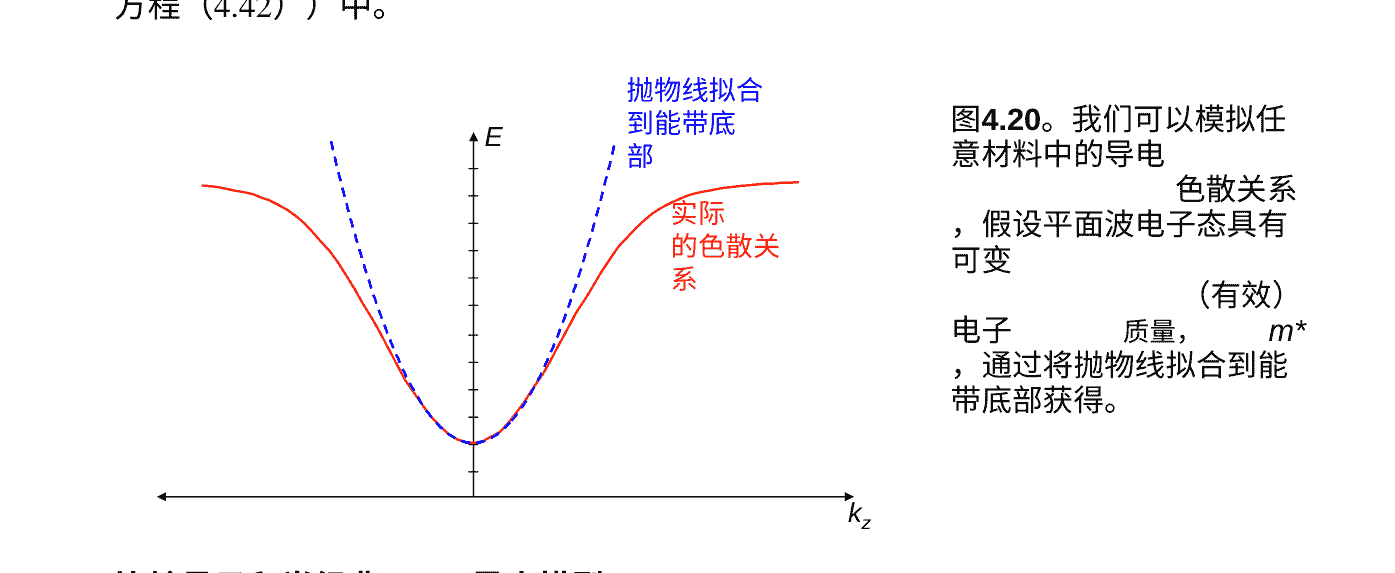 方程（4.42））中。
抛物线拟合
到能带底
部
E
实际
的色散关
系
k_z
图4.20。我们可以模拟任
意材料中的导电
色散关系
，假设平面波电子态具有
可变
（有效）
电子 质量， m*
，通过将抛物线拟合到能
带底部获得。